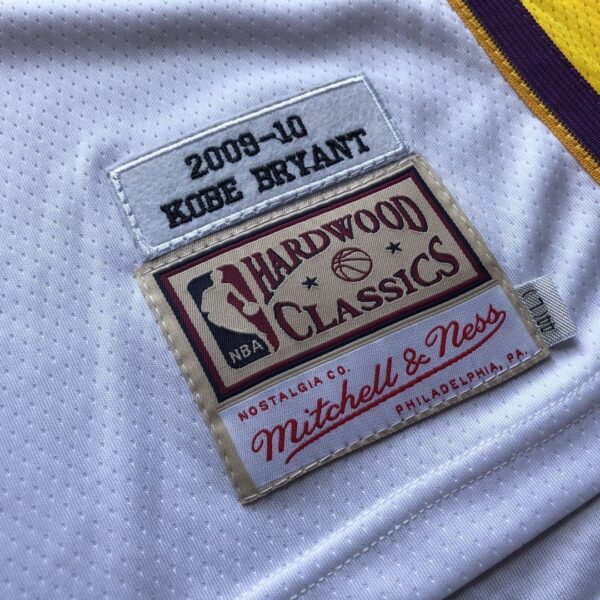 2009-10
KOBE BRYANT
HARDWOOD
CLASSICS
NBA
NOSTALGIA CO.
Mitchell & Ness
PHILADELPHIA, PA.